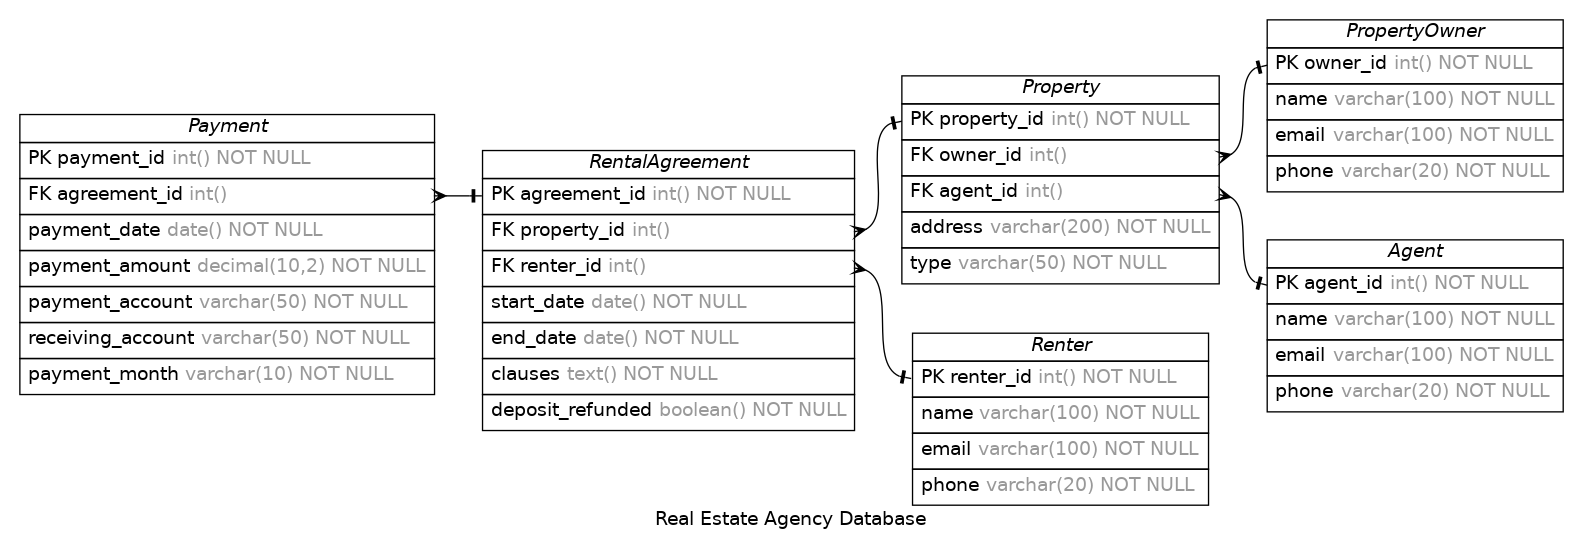 Payment
PK payment_id int() NOT NULL
FK agreement_id int()
payment_date date() NOT NULL
payment_amount decimal(10,2) NOT NULL
payment_account varchar(50) NOT NULL
receiving_account varchar(50) NOT NULL
payment_month varchar(10) NOT NULL
RentalAgreement
PK agreement_id int() NOT NULL
FK property_id int()
FK renter_id int()
start_date date() NOT NULL
end_date date() NOT NULL
clauses text() NOT NULL
deposit_refunded boolean() NOT NULL
Property
PK property_id int() NOT NULL
FK owner_id int()
FK agent_id int()
address varchar(200) NOT NULL
type varchar(50) NOT NULL
Renter
PK renter_id int() NOT NULL
name varchar(100) NOT NULL
email varchar(100) NOT NULL
phone varchar(20) NOT NULL
PropertyOwner
PK owner_id int() NOT NULL
name varchar(100) NOT NULL
email varchar(100) NOT NULL
phone varchar(20) NOT NULL
Agent
PK agent_id int() NOT NULL
name varchar(100) NOT NULL
email varchar(100) NOT NULL
phone varchar(20) NOT NULL
Real Estate Agency Database